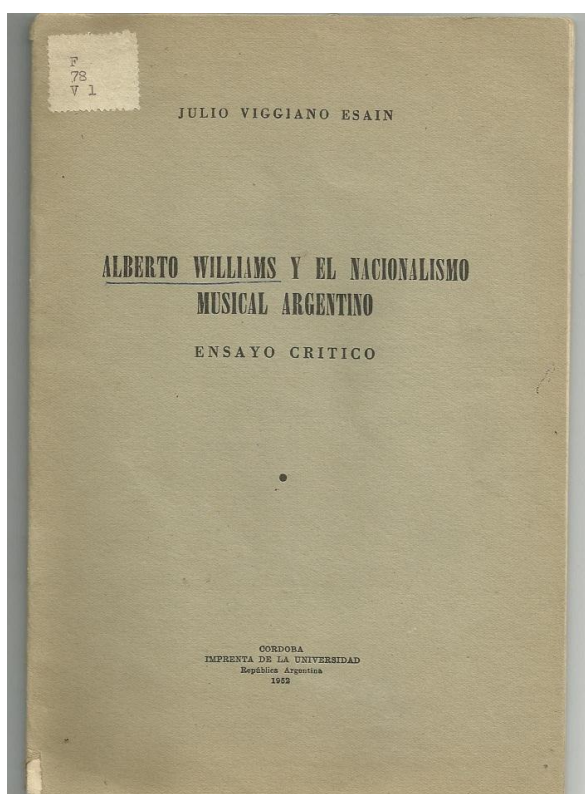 F
78
V 1
JULIO VIGGIANO ESAIN
ALBERTO WILLIAMS Y EL NACIONALISMO
MUSICAL ARGENTINO
ENSAYO CRITICO
CORDOBA
IMPRENTA DE LA UNIVERSIDAD
República Argentina
1952